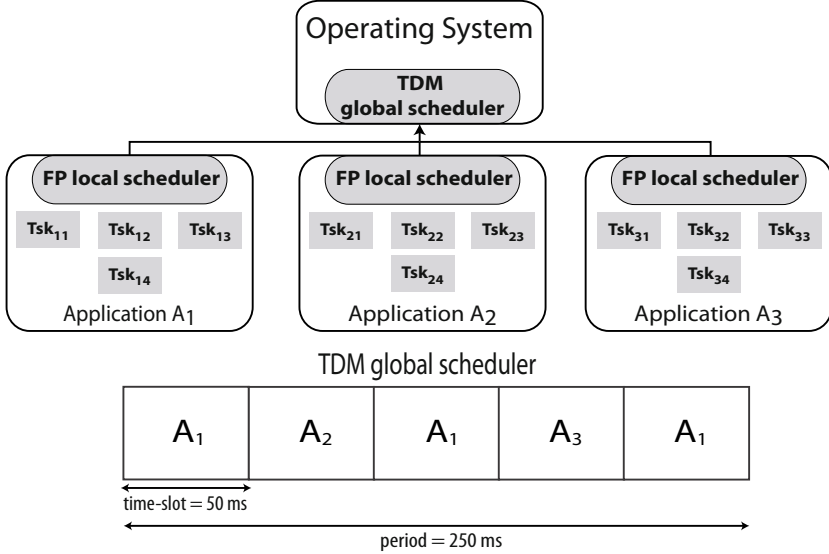 Operating System
TDM
global scheduler
FP local scheduler
FP local scheduler
FP local scheduler
Tsk11 Tsk12 Tsk13
Tsk14
Application A1
Tsk21 Tsk22 Tsk23
Tsk24
Application A2
Tsk31 Tsk32 Tsk33
Tsk34
Application A3
TDM global scheduler
A1 A2 A1 A3 A1
time-slot = 50 ms
period = 250 ms